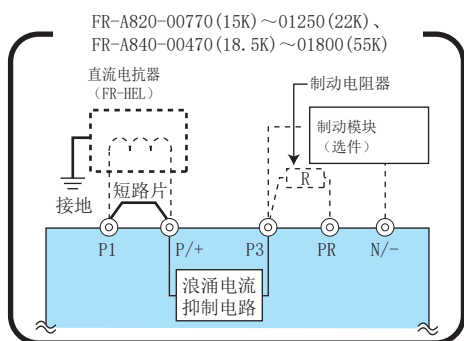 FR-A820-00770(15K)～01250(22K)、
FR-A840-00470(18.5K)～01800(55K)
直流电抗器
（FR-HEL）
制动电阻器
制动模块
（选件）
R
接地
短路片
P1
P/+
P3
PR
N/-
浪涌电流
抑制电路